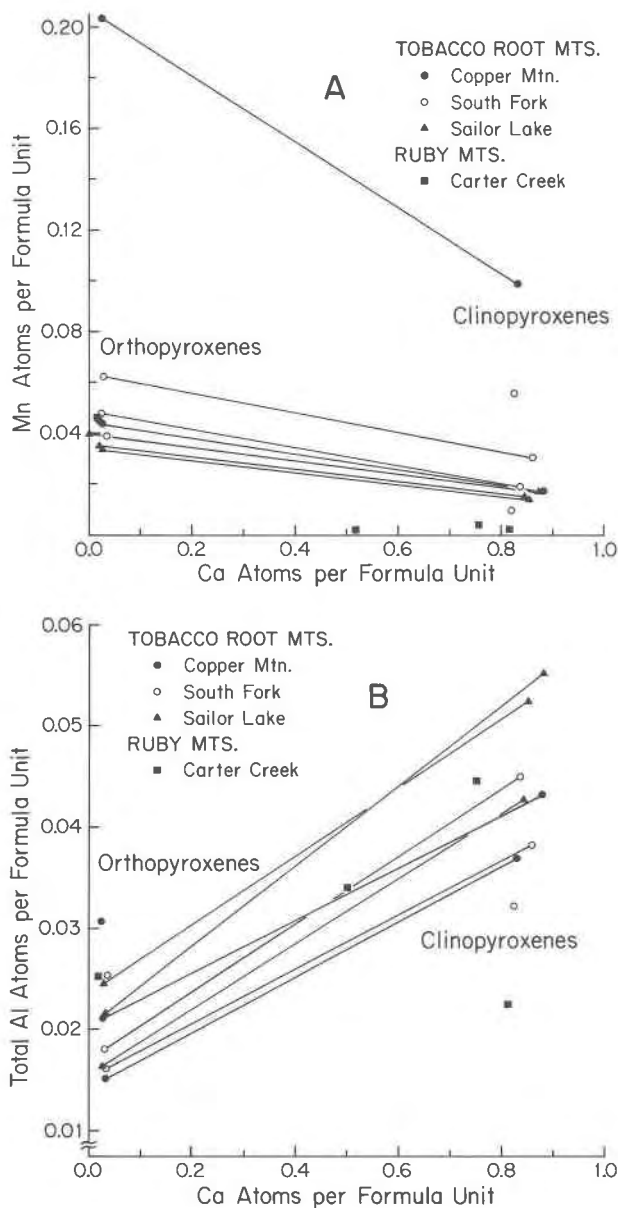 0.20
0.16
0.12
0.08
0.04
Mn Atoms per Formula Unit
A
TOBACCO ROOT MTS.
Copper Mtn.
South Fork
Sailor Lake
RUBY MTS.
Carter Creek
Orthopyroxenes
Clinopyroxenes
0.0 0.2 0.4 0.6 0.8 1.0
Ca Atoms per Formula Unit
0.06
0.05
0.04
0.03
0.02
0.01
Total Al Atoms per Formula Unit
TOBACCO ROOT MTS.
Copper Mtn.
South Fork
Sailor Lake
RUBY MTS.
Carter Creek
B
Orthopyroxenes
Clinopyroxenes
0.0 0.2 0.4 0.6 0.8 1.0
Ca Atoms per Formula Unit